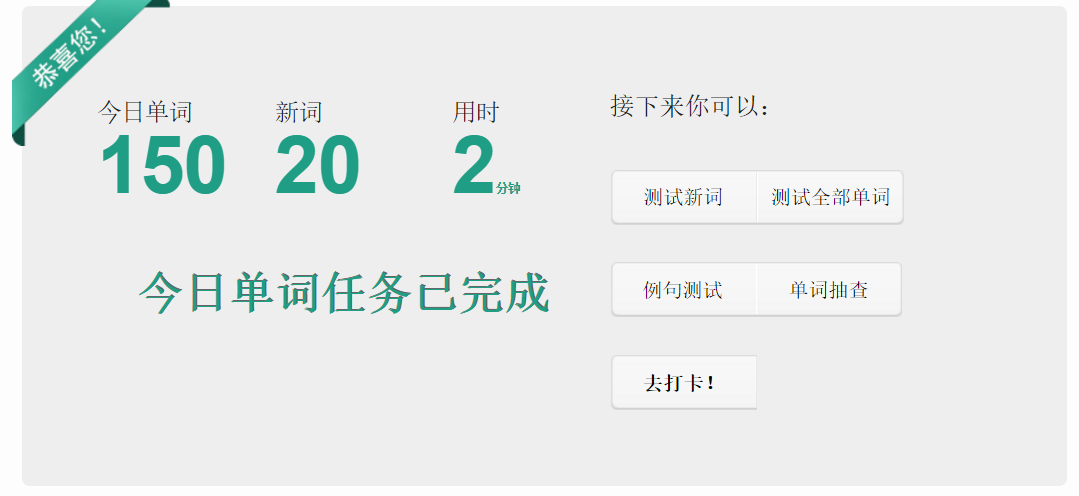 恭喜您！
今日单词
150
新词
20
用时
2分钟
今日单词任务已完成
接下来你可以：
测试新词
测试全部单词
例句测试
单词抽查
去打卡！